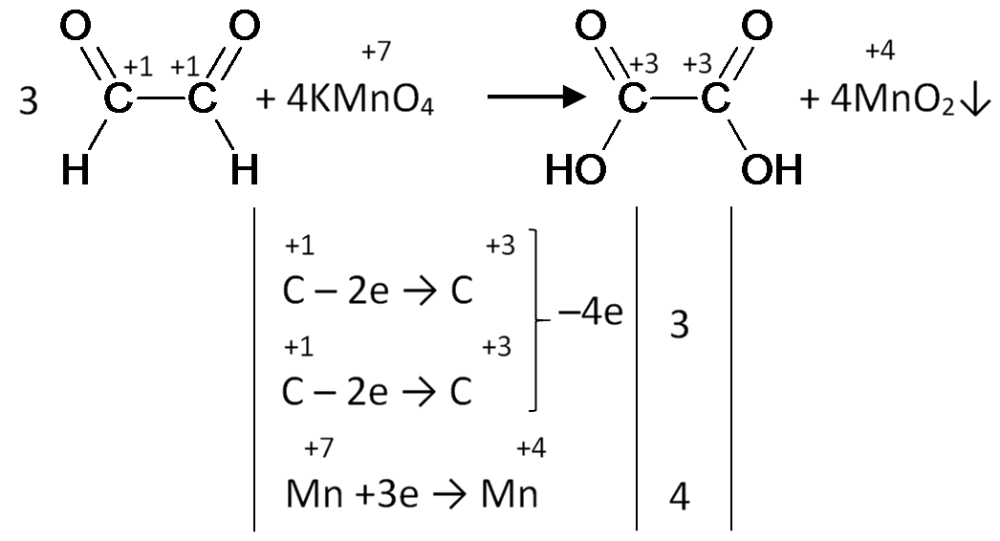 O O O O
+1 +1 +7 +3 +3 +4
3 C C + 4KMnO₄ → C C + 4MnO₂↓
H H HO OH
+1 +3
C – 2e → C
–4e 3
+1 +3
C – 2e → C
+7 +4
Mn +3e → Mn 4